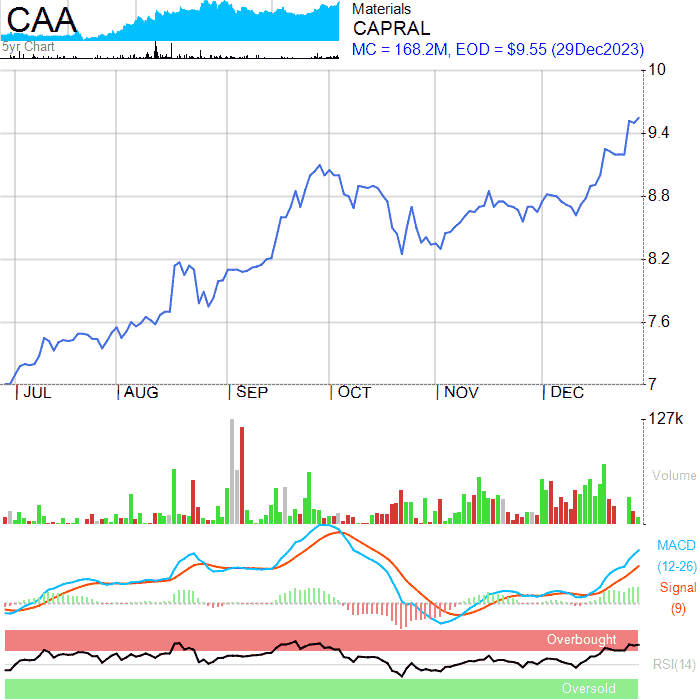 CAA
5yr Chart
Materials
CAPRAL
MC = 168.2M, EOD = $9.55 (29Dec2023)
10
9.4
8.8
8.2
7.6
7
JUL AUG SEP OCT NOV DEC
127k
Volume
MACD
(12-26)
Signal
(9)
Overbought
RSI(14)
Oversold